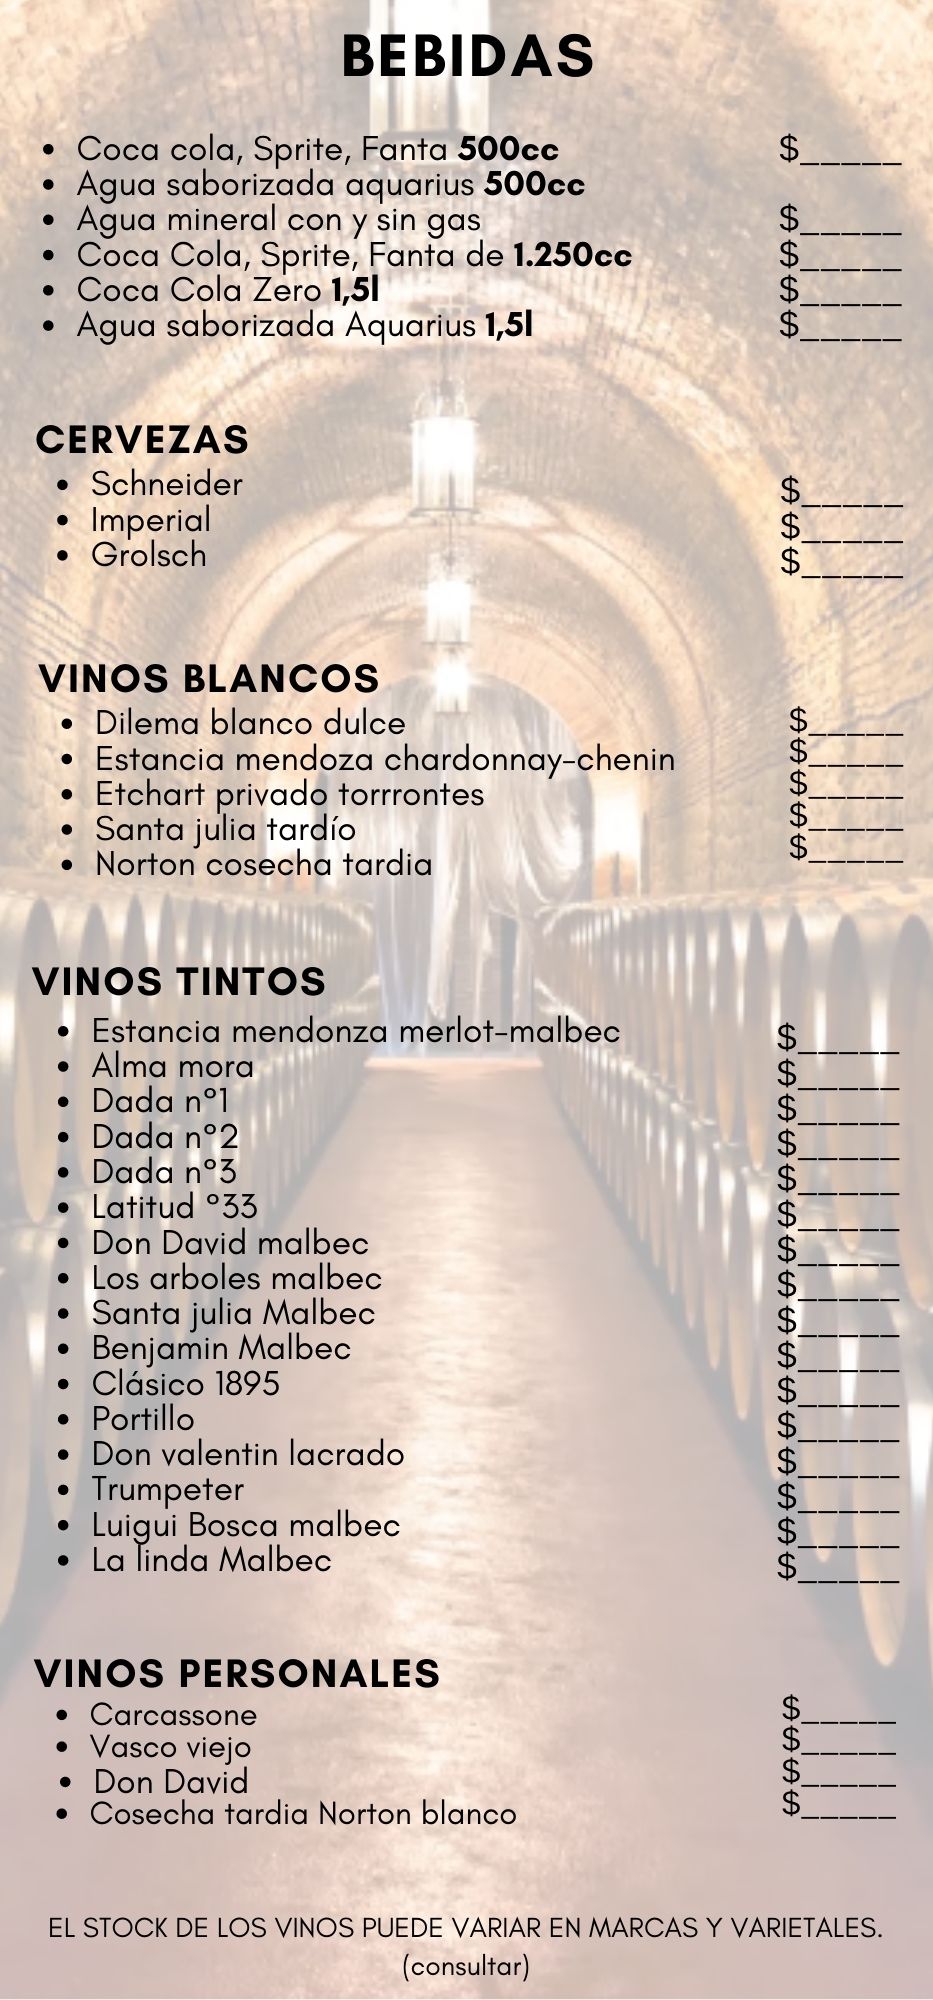 BEBIDAS
• Coca cola, Sprite, Fanta 500cc $_____
• Agua saborizada aquarius 500cc
• Agua mineral con y sin gas $_____
• Coca Cola, Sprite, Fanta de 1.250cc $_____
• Coca Cola Zero 1,5l $_____
• Agua saborizada Aquarius 1,5l $_____
CERVEZAS
• Schneider $_____
• Imperial $_____
• Grolsch $_____
VINOS BLANCOS
• Dilema blanco dulce $_____
• Estancia mendoza chardonnay-chenin $_____
• Etchart privado torrrontes $_____
• Santa julia tardío $_____
• Norton cosecha tardia $_____
VINOS TINTOS
• Estancia mendonza merlot-malbec $_____
• Alma mora $_____
• Dada n°1 $_____
• Dada n°2 $_____
• Dada n°3 $_____
• Latitud °33 $_____
• Don David malbec $_____
• Los arboles malbec $_____
• Santa julia Malbec $_____
• Benjamin Malbec $_____
• Clásico 1895 $_____
• Portillo $_____
• Don valentin lacrado $_____
• Trumpeter $_____
• Luigui Bosca malbec $_____
• La linda Malbec $_____
VINOS PERSONALES
• Carcassone $_____
• Vasco viejo $_____
• Don David $_____
• Cosecha tardia Norton blanco $_____
EL STOCK DE LOS VINOS PUEDE VARIAR EN MARCAS Y VARIETALES.
(consultar)